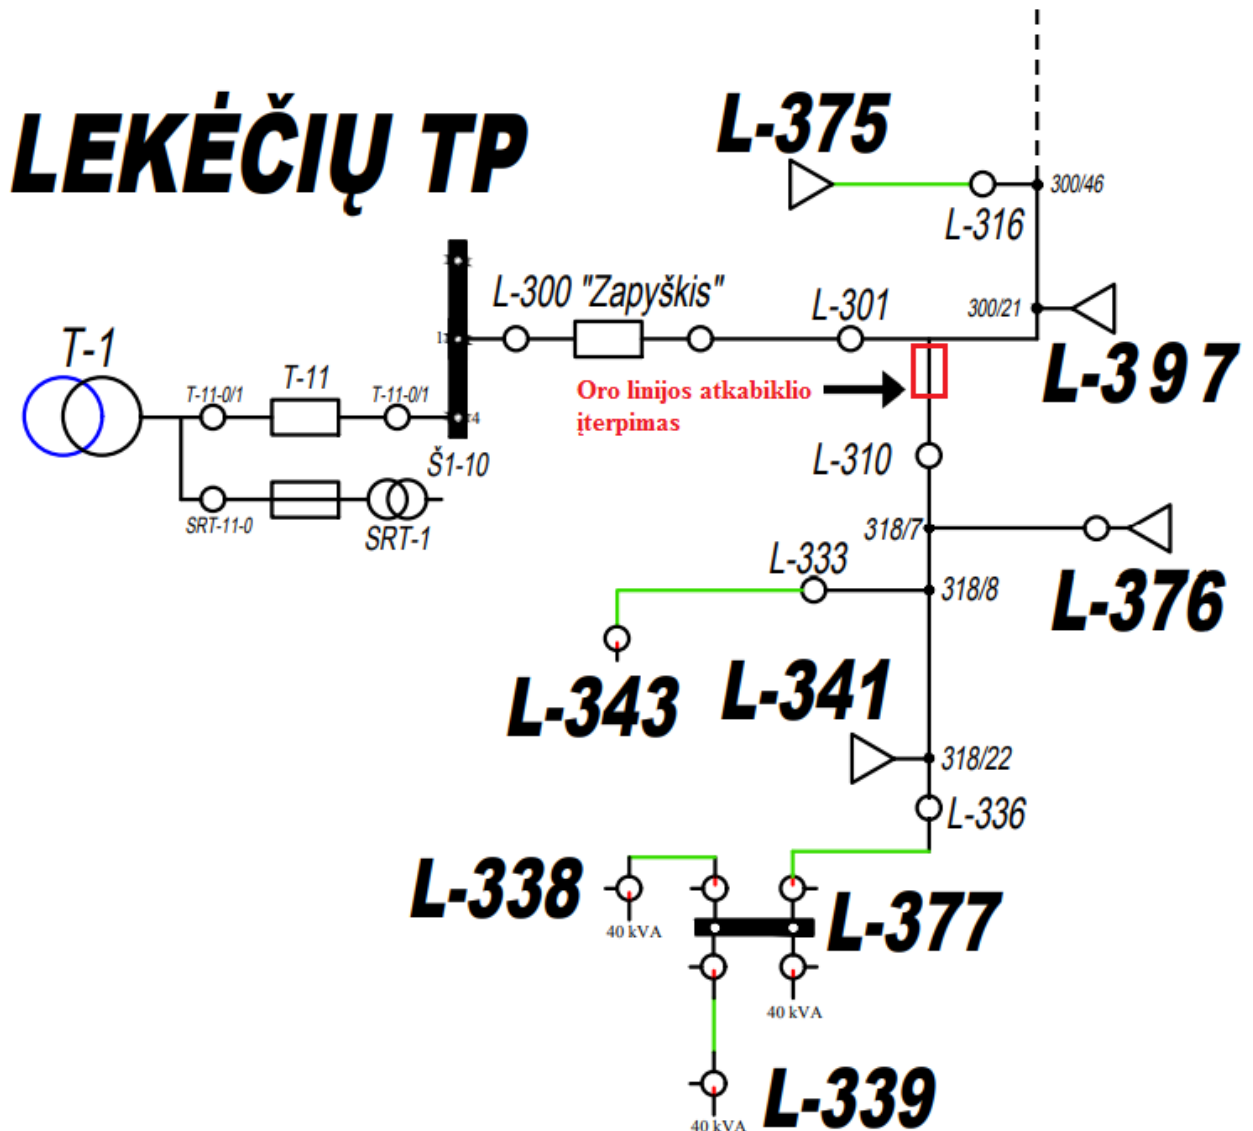 L-375
LEKĖČIŲ TP
300/46
L-316
L-300 "Zapyškis"
L-301
300/21
T-1
T-11-0/1
T-11
T-11-0/1
1
L-397
Oro linijos atkabiklio
įterpimas
4
Š1-10
L-310
SRT-11-0
SRT-1
318/7
L-333
318/8
L-376
L-343
L-341
318/22
L-336
L-338
L-377
40 kVA
40 kVA
L-339
40 kVA